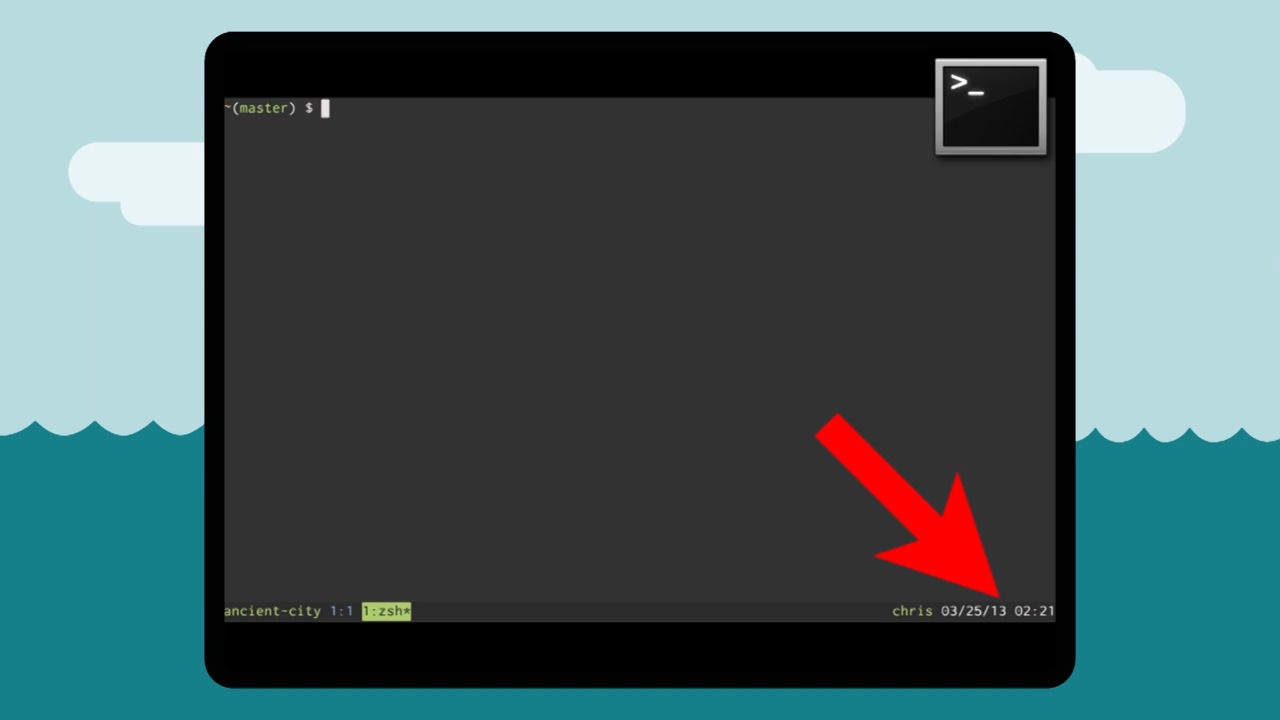 >_
~(master) $
ancient-city 1:1 1:zsh* chris 03/25/13 02:21